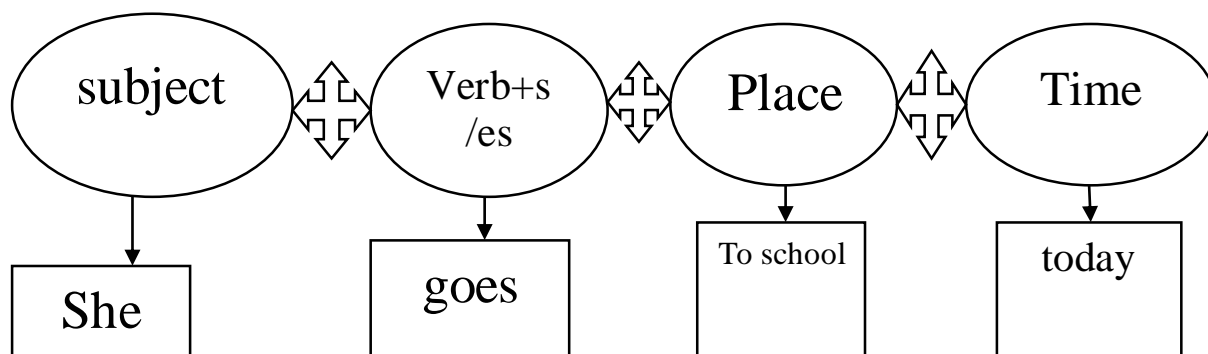 subject
Verb+s
/es
Place
Time
She
goes
To school
today